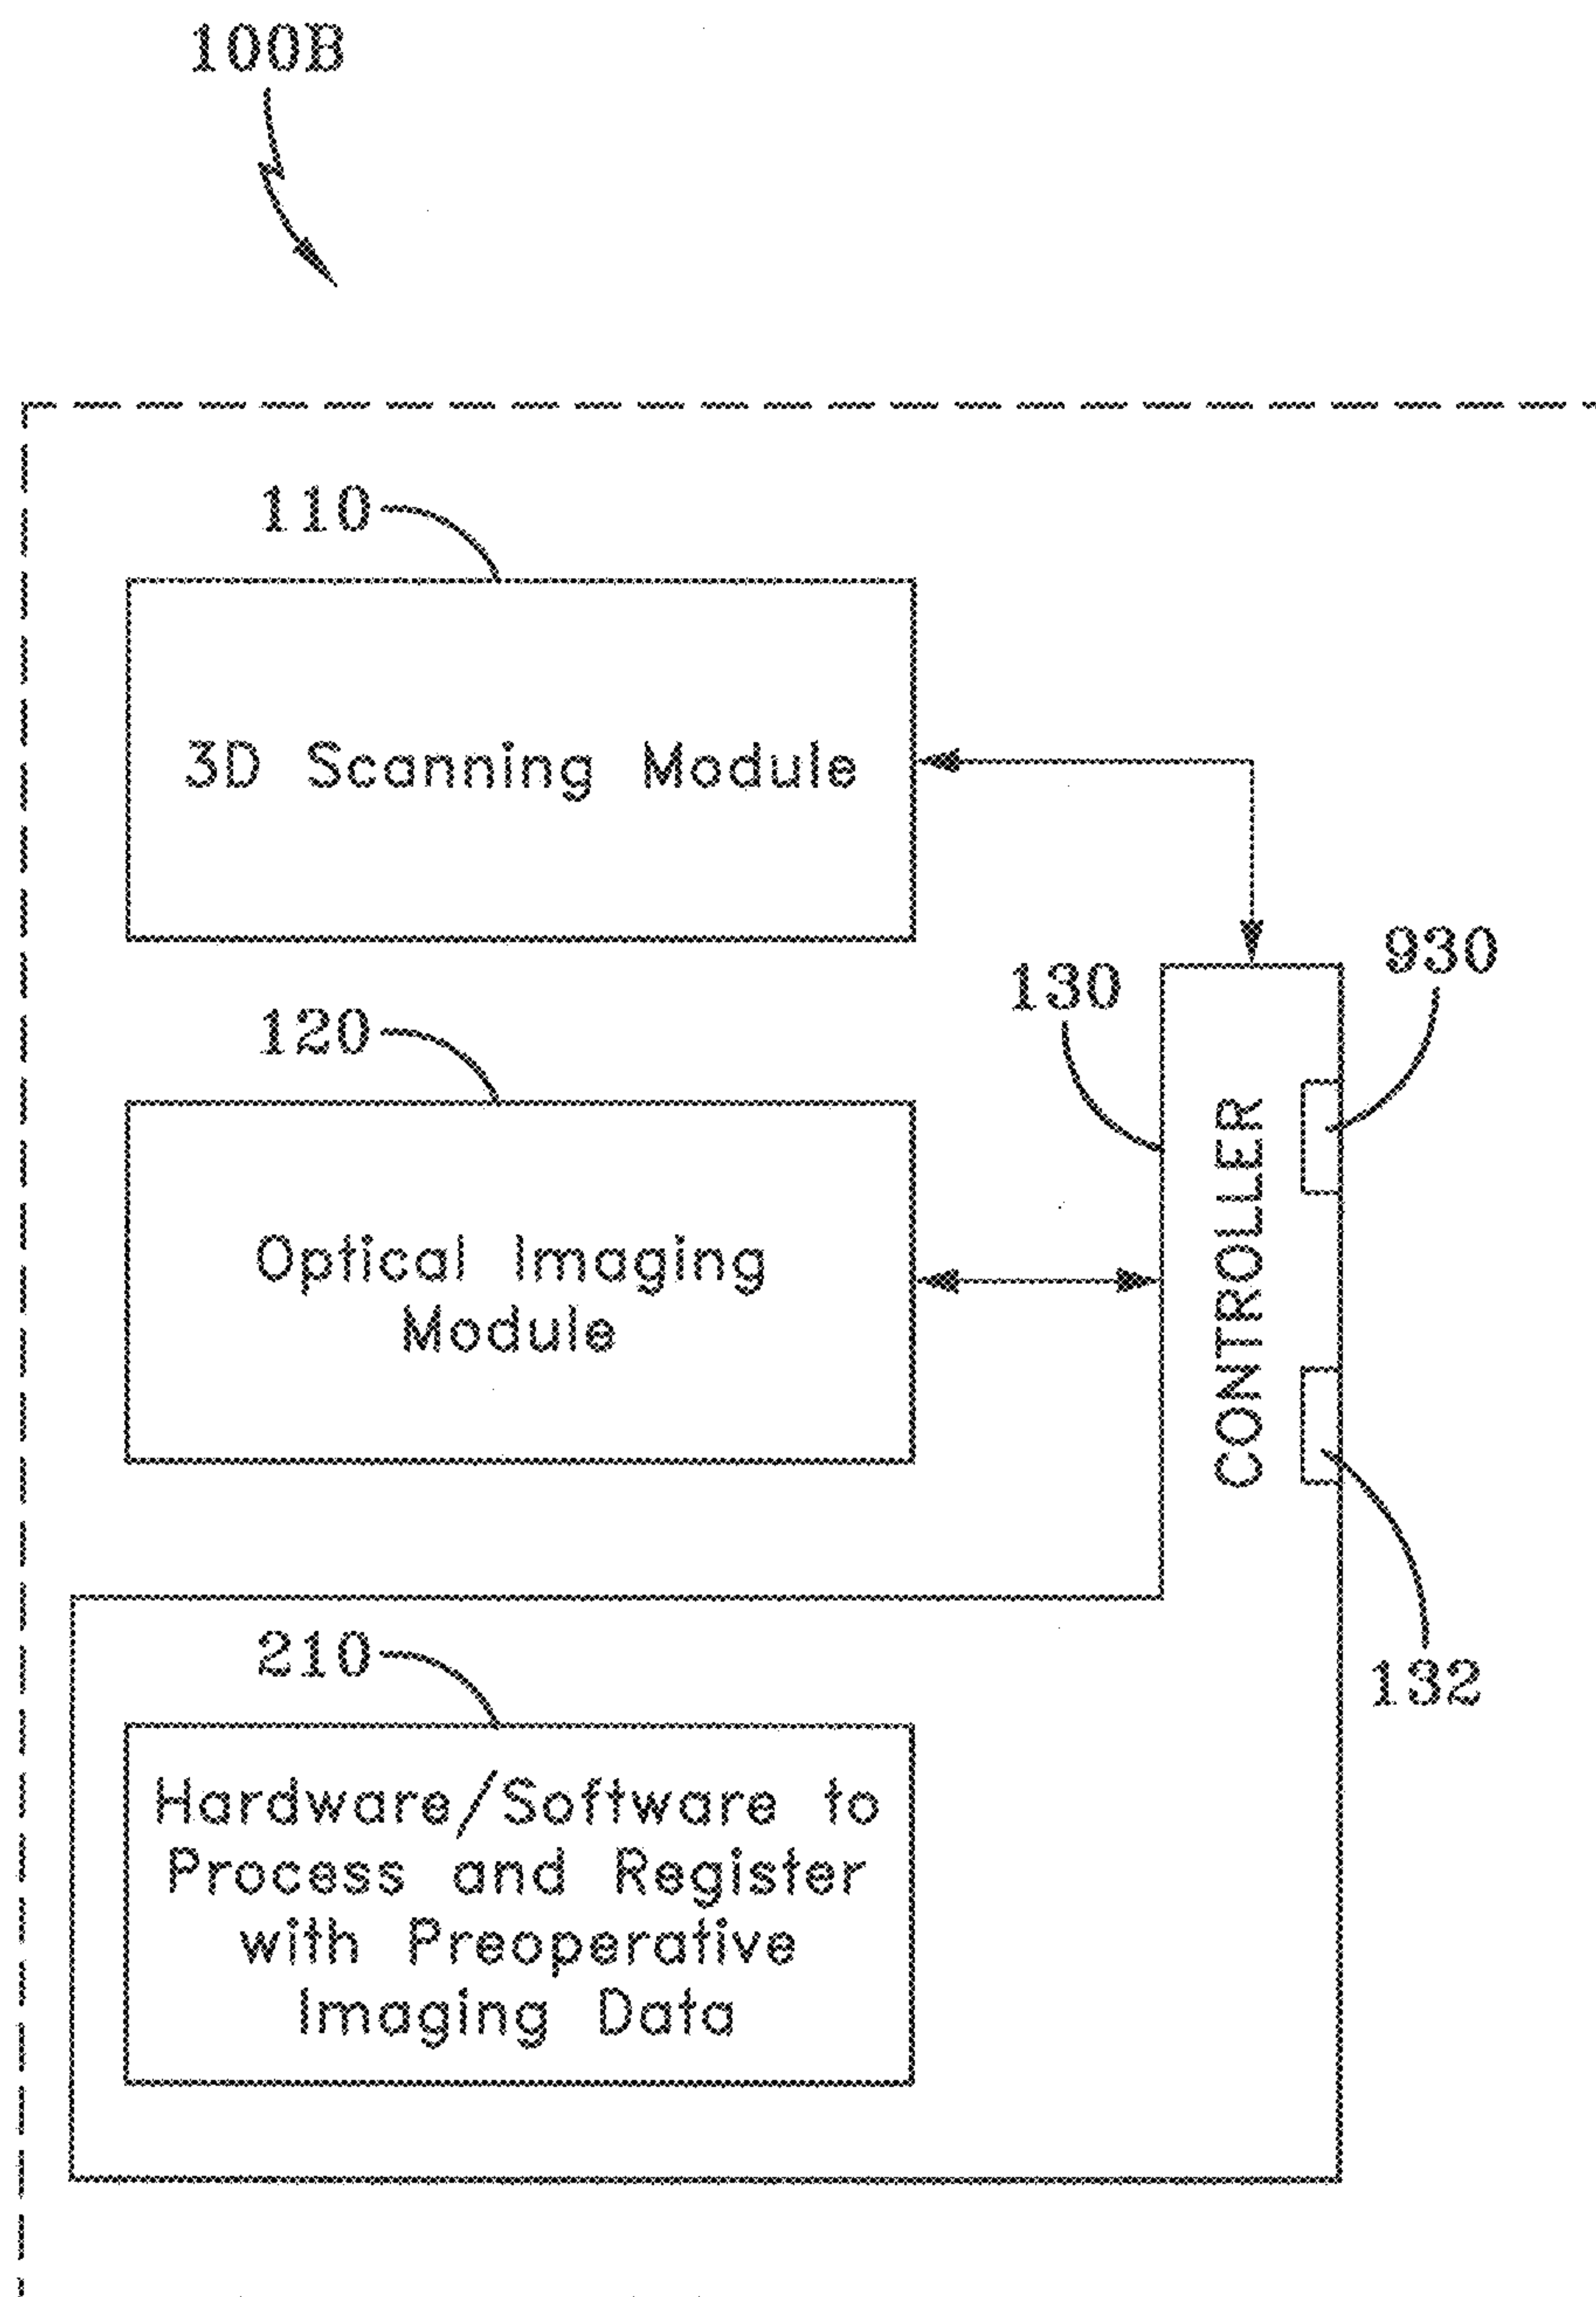 100B
110
3D Scanning Module
930
130
120
CONTROLLER
Optical Imaging
Module
210
132
Hardware/Software to
Process and Register
with Preoperative
Imaging Data